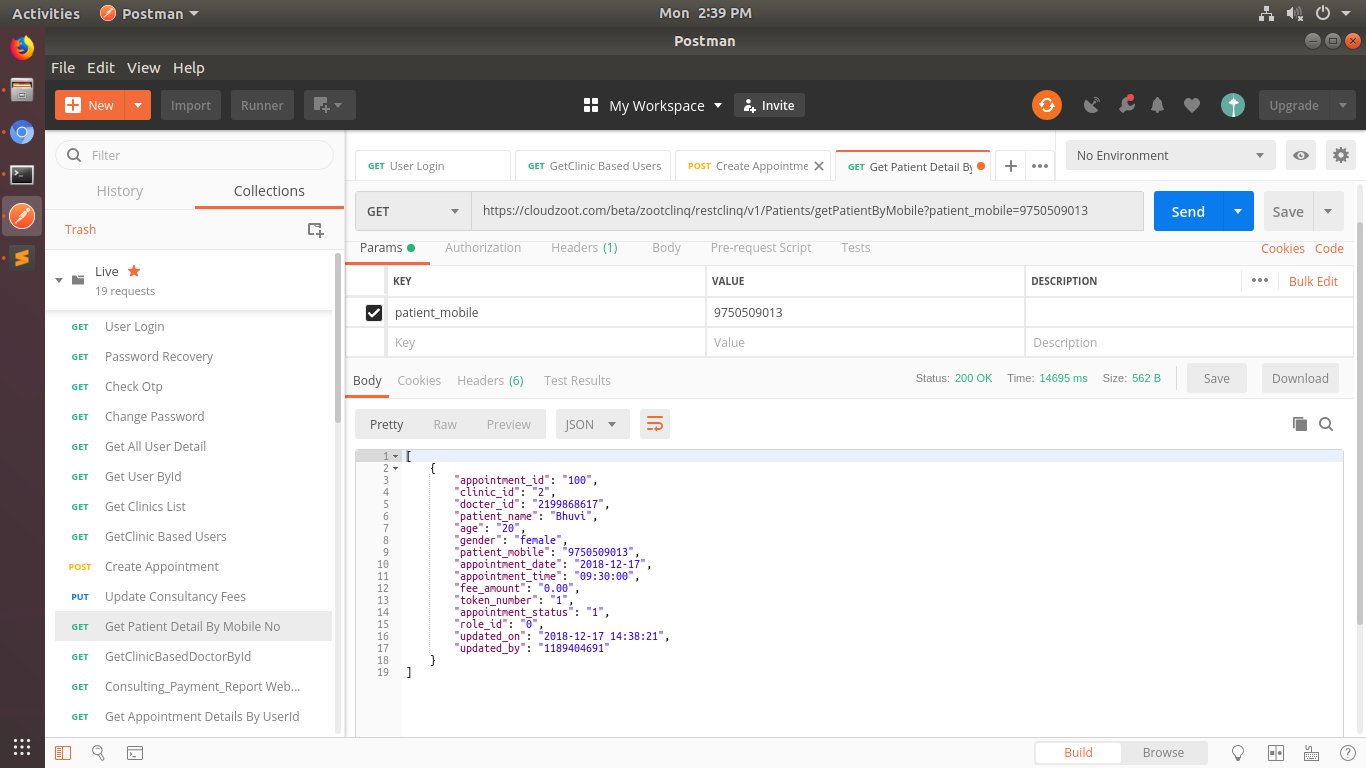 Activities Postman Mon 2:39 PM
Postman
File Edit View Help
New Import Runner My Workspace Invite Upgrade
Filter
History Collections
Trash
Live
19 requests
GET User Login
GET Password Recovery
GET Check Otp
GET Change Password
GET Get All User Detail
GET Get User ById
GET Get Clinics List
GET GetClinic Based Users
POST Create Appointment
PUT Update Consultancy Fees
GET Get Patient Detail By Mobile No
GET GetClinicBasedDoctorById
GET Consulting_Payment_Report Web...
GET Get Appointment Details By UserId
GET User Login GET GetClinic Based Users POST Create Appointme GET Get Patient Detail By No Environment
GET https://cloudzoot.com/beta/zootclinq/restclinq/v1/Patients/getPatientByMobile?patient_mobile=9750509013 Send Save
Params Authorization Headers (1) Body Pre-request Script Tests Cookies Code
KEY VALUE DESCRIPTION Bulk Edit
patient_mobile 9750509013
Key Value Description
Body Cookies Headers (6) Test Results Status: 200 OK Time: 14695 ms Size: 562 B Save Download
Pretty Raw Preview JSON
1 [
2 {
3 "appointment_id": "100",
4 "clinic_id": "2",
5 "docter_id": "2199868617",
6 "patient_name": "Bhuvi",
7 "age": "20",
8 "gender": "female",
9 "patient_mobile": "9750509013",
10 "appointment_date": "2018-12-17",
11 "appointment_time": "09:30:00",
12 "fee_amount": "0.00",
13 "token_number": "1",
14 "appointment_status": "1",
15 "role_id": "0",
16 "updated_on": "2018-12-17 14:38:21",
17 "updated_by": "1189404691"
18 }
19 ]
Build Browse